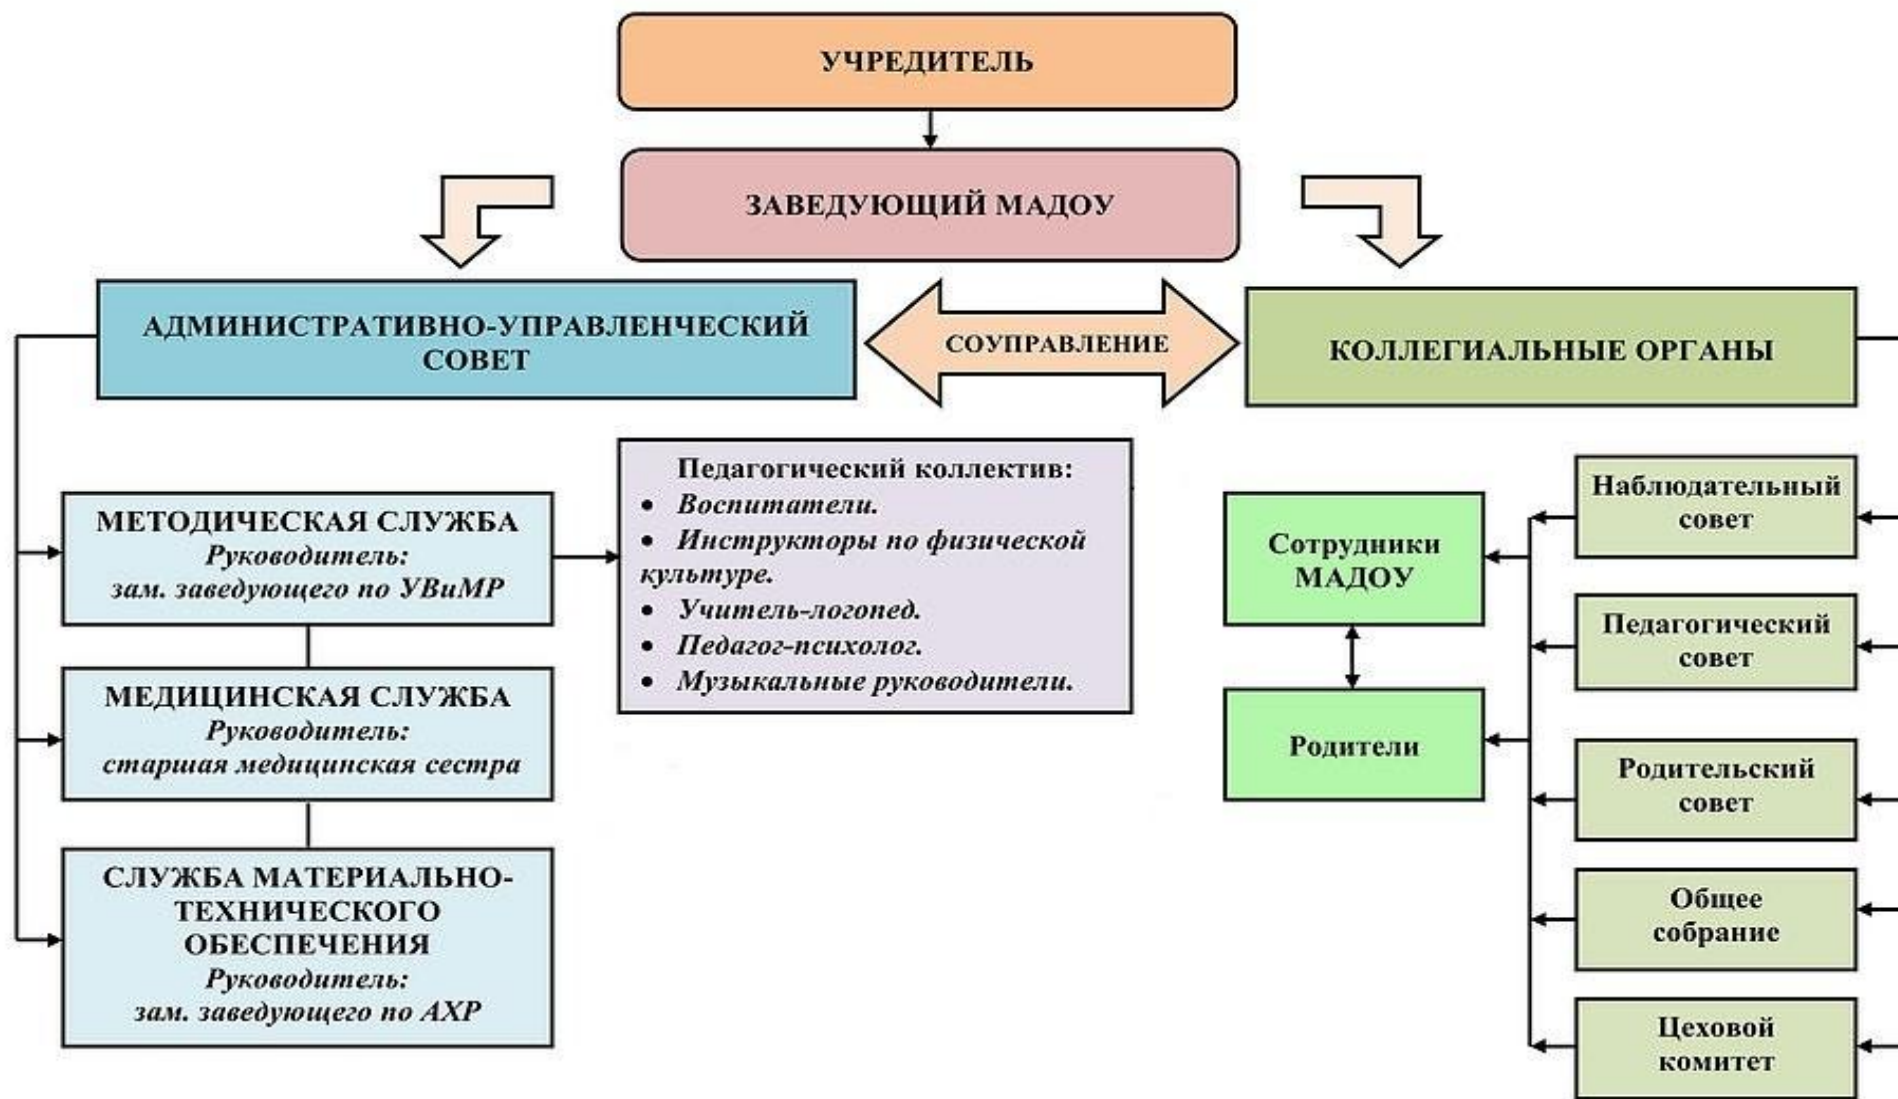 УЧРЕДИТЕЛЬ
ЗАВЕДУЮЩИЙ МАДОУ
АДМИНИСТРАТИВНО-УПРАВЛЕНЧЕСКИЙ
СОВЕТ
СОУПРАВЛЕНИЕ
КОЛЛЕГИАЛЬНЫЕ ОРГАНЫ
МЕТОДИЧЕСКАЯ СЛУЖБА
Руководитель:
зам. заведующего по УВиМР
МЕДИЦИНСКАЯ СЛУЖБА
Руководитель:
старшая медицинская сестра
СЛУЖБА МАТЕРИАЛЬНО-
ТЕХНИЧЕСКОГО
ОБЕСПЕЧЕНИЯ
Руководитель:
зам. заведующего по АХР
Педагогический коллектив:
• Воспитатели.
• Инструкторы по физической
культуре.
• Учитель-логопед.
• Педагог-психолог.
• Музыкальные руководители.
Сотрудники
МАДОУ
Родители
Наблюдательный
совет
Педагогический
совет
Родительский
совет
Общее
собрание
Цеховой
комитет